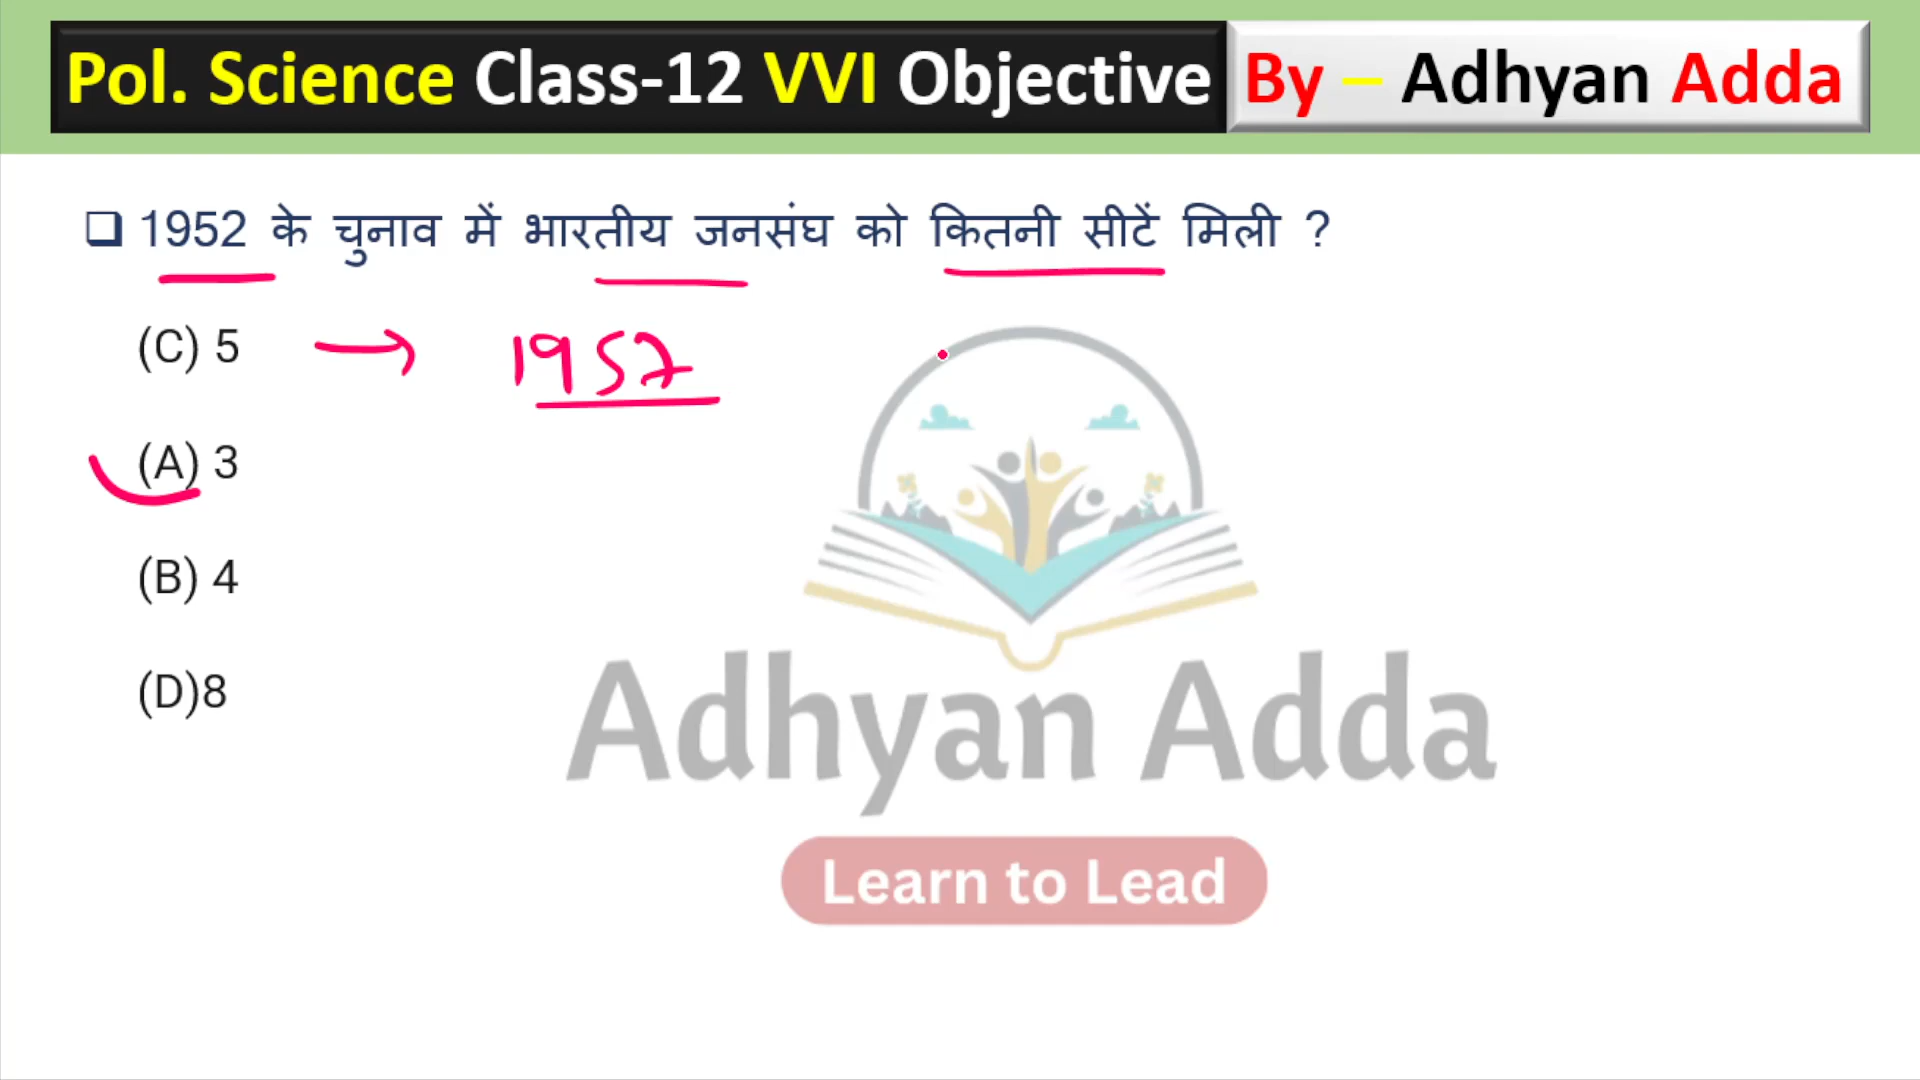 Pol. Science Class-12 VVI Objective By – Adhyan Adda
1952 के चुनाव में भारतीय जनसंघ को कितनी सीटें मिली ?
(C) 5 → 1957
(A) 3
(B) 4
(D)8
Adhyan Adda
Learn to Lead